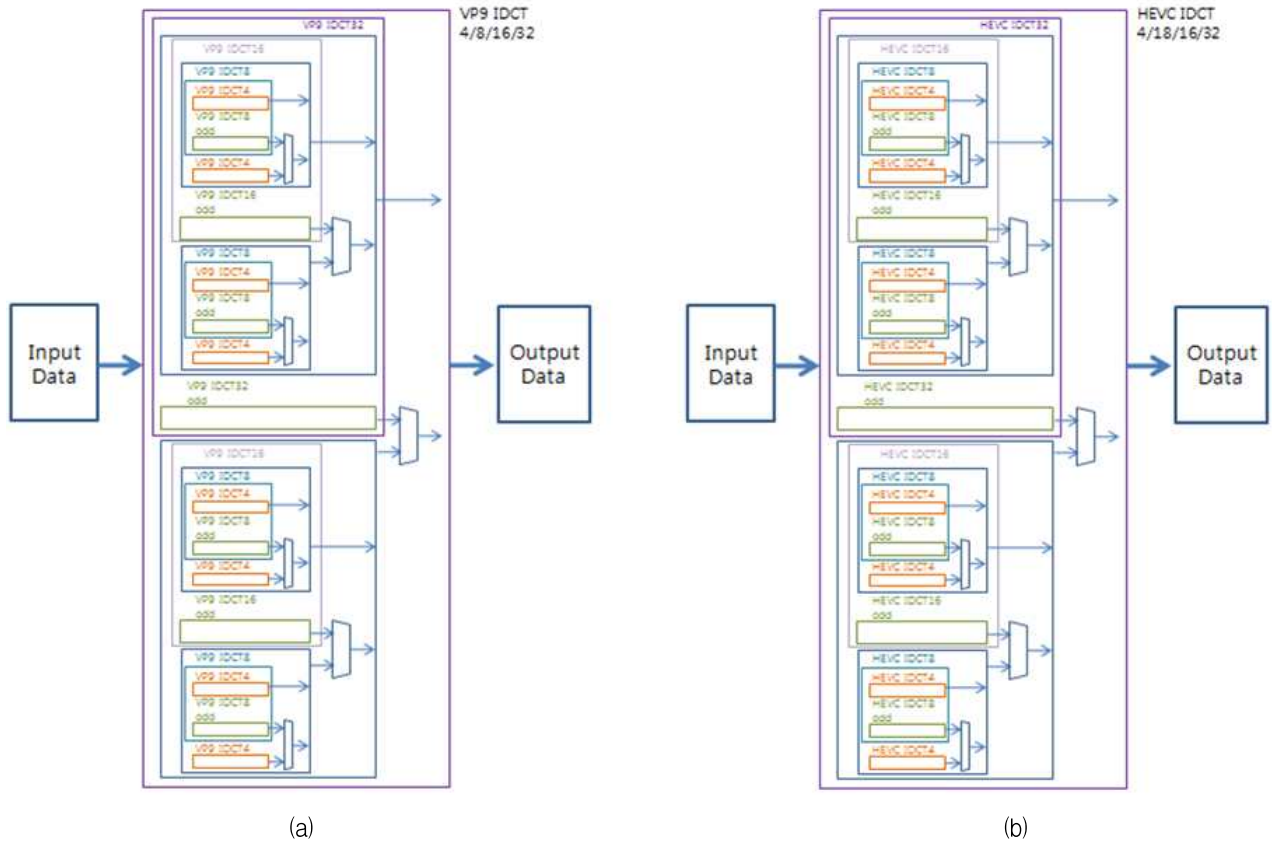 VP9 IDCT
4/8/16/32
VP9 IDCT32
VP9 IDCT16
VP9 IDCT8
VP9 IDCT4
VP9 IDCT8
odd
VP9 IDCT4
VP9 IDCT16
odd
VP9 IDCT8
VP9 IDCT4
VP9 IDCT8
odd
VP9 IDCT4
Input
Data
Output
Data
VP9 IDCT32
odd
VP9 IDCT16
VP9 IDCT8
VP9 IDCT4
VP9 IDCT8
odd
VP9 IDCT4
VP9 IDCT16
odd
VP9 IDCT8
VP9 IDCT4
VP9 IDCT8
odd
VP9 IDCT4
(a)
HEVC IDCT
4/18/16/32
HEVC IDCT32
HEVC IDCT16
HEVC IDCT8
HEVC IDCT4
HEVC IDCT8
odd
HEVC IDCT4
HEVC IDCT16
odd
HEVC IDCT8
HEVC IDCT4
HEVC IDCT8
odd
HEVC IDCT4
Input
Data
Output
Data
HEVC IDCT32
odd
HEVC IDCT16
HEVC IDCT8
HEVC IDCT4
HEVC IDCT8
odd
HEVC IDCT4
HEVC IDCT16
odd
HEVC IDCT8
HEVC IDCT4
HEVC IDCT8
odd
HEVC IDCT4
(b)